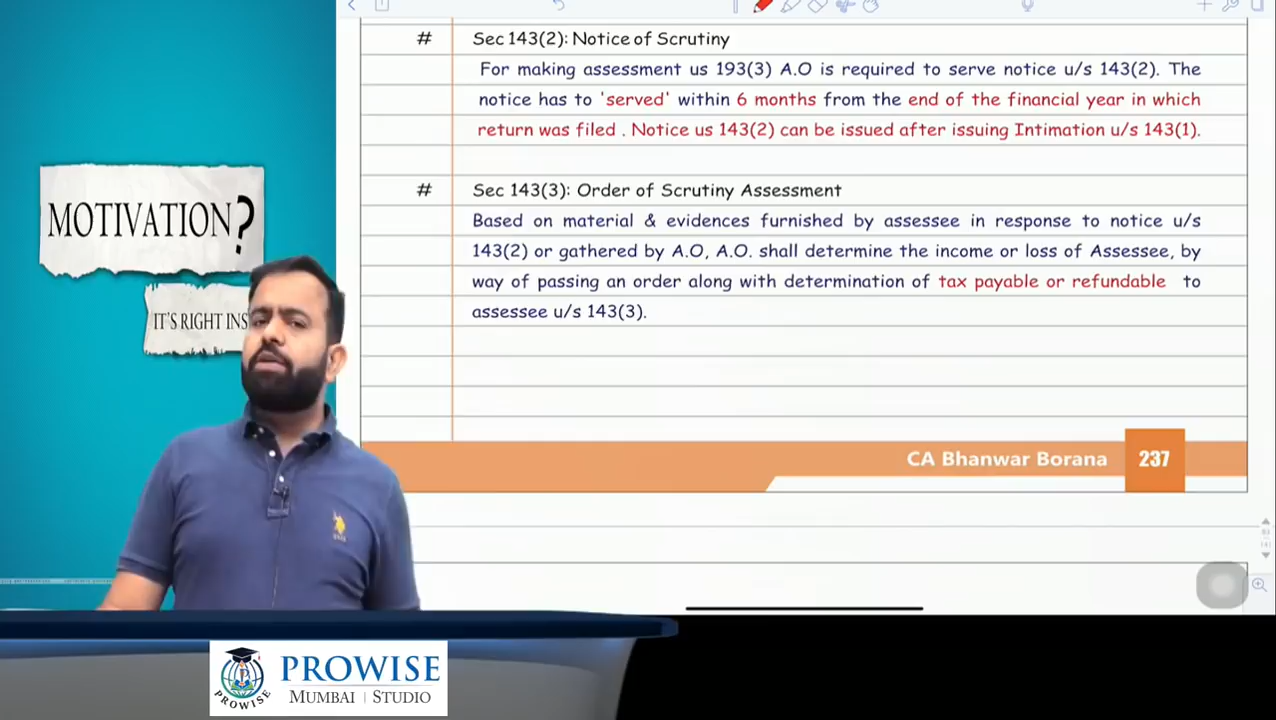 # Sec 143(2): Notice of Scrutiny
For making assessment us 193(3) A.O is required to serve notice u/s 143(2). The
notice has to 'served' within 6 months from the end of the financial year in which
return was filed . Notice us 143(2) can be issued after issuing Intimation u/s 143(1).
# Sec 143(3): Order of Scrutiny Assessment
Based on material & evidences furnished by assessee in response to notice u/s
143(2) or gathered by A.O, A.O. shall determine the income or loss of Assessee, by
way of passing an order along with determination of tax payable or refundable to
assessee u/s 143(3).
CA Bhanwar Borana 237
MOTIVATION?
IT'S RIGHT INS
PROWISE
PROWISE
MUMBAI | STUDIO